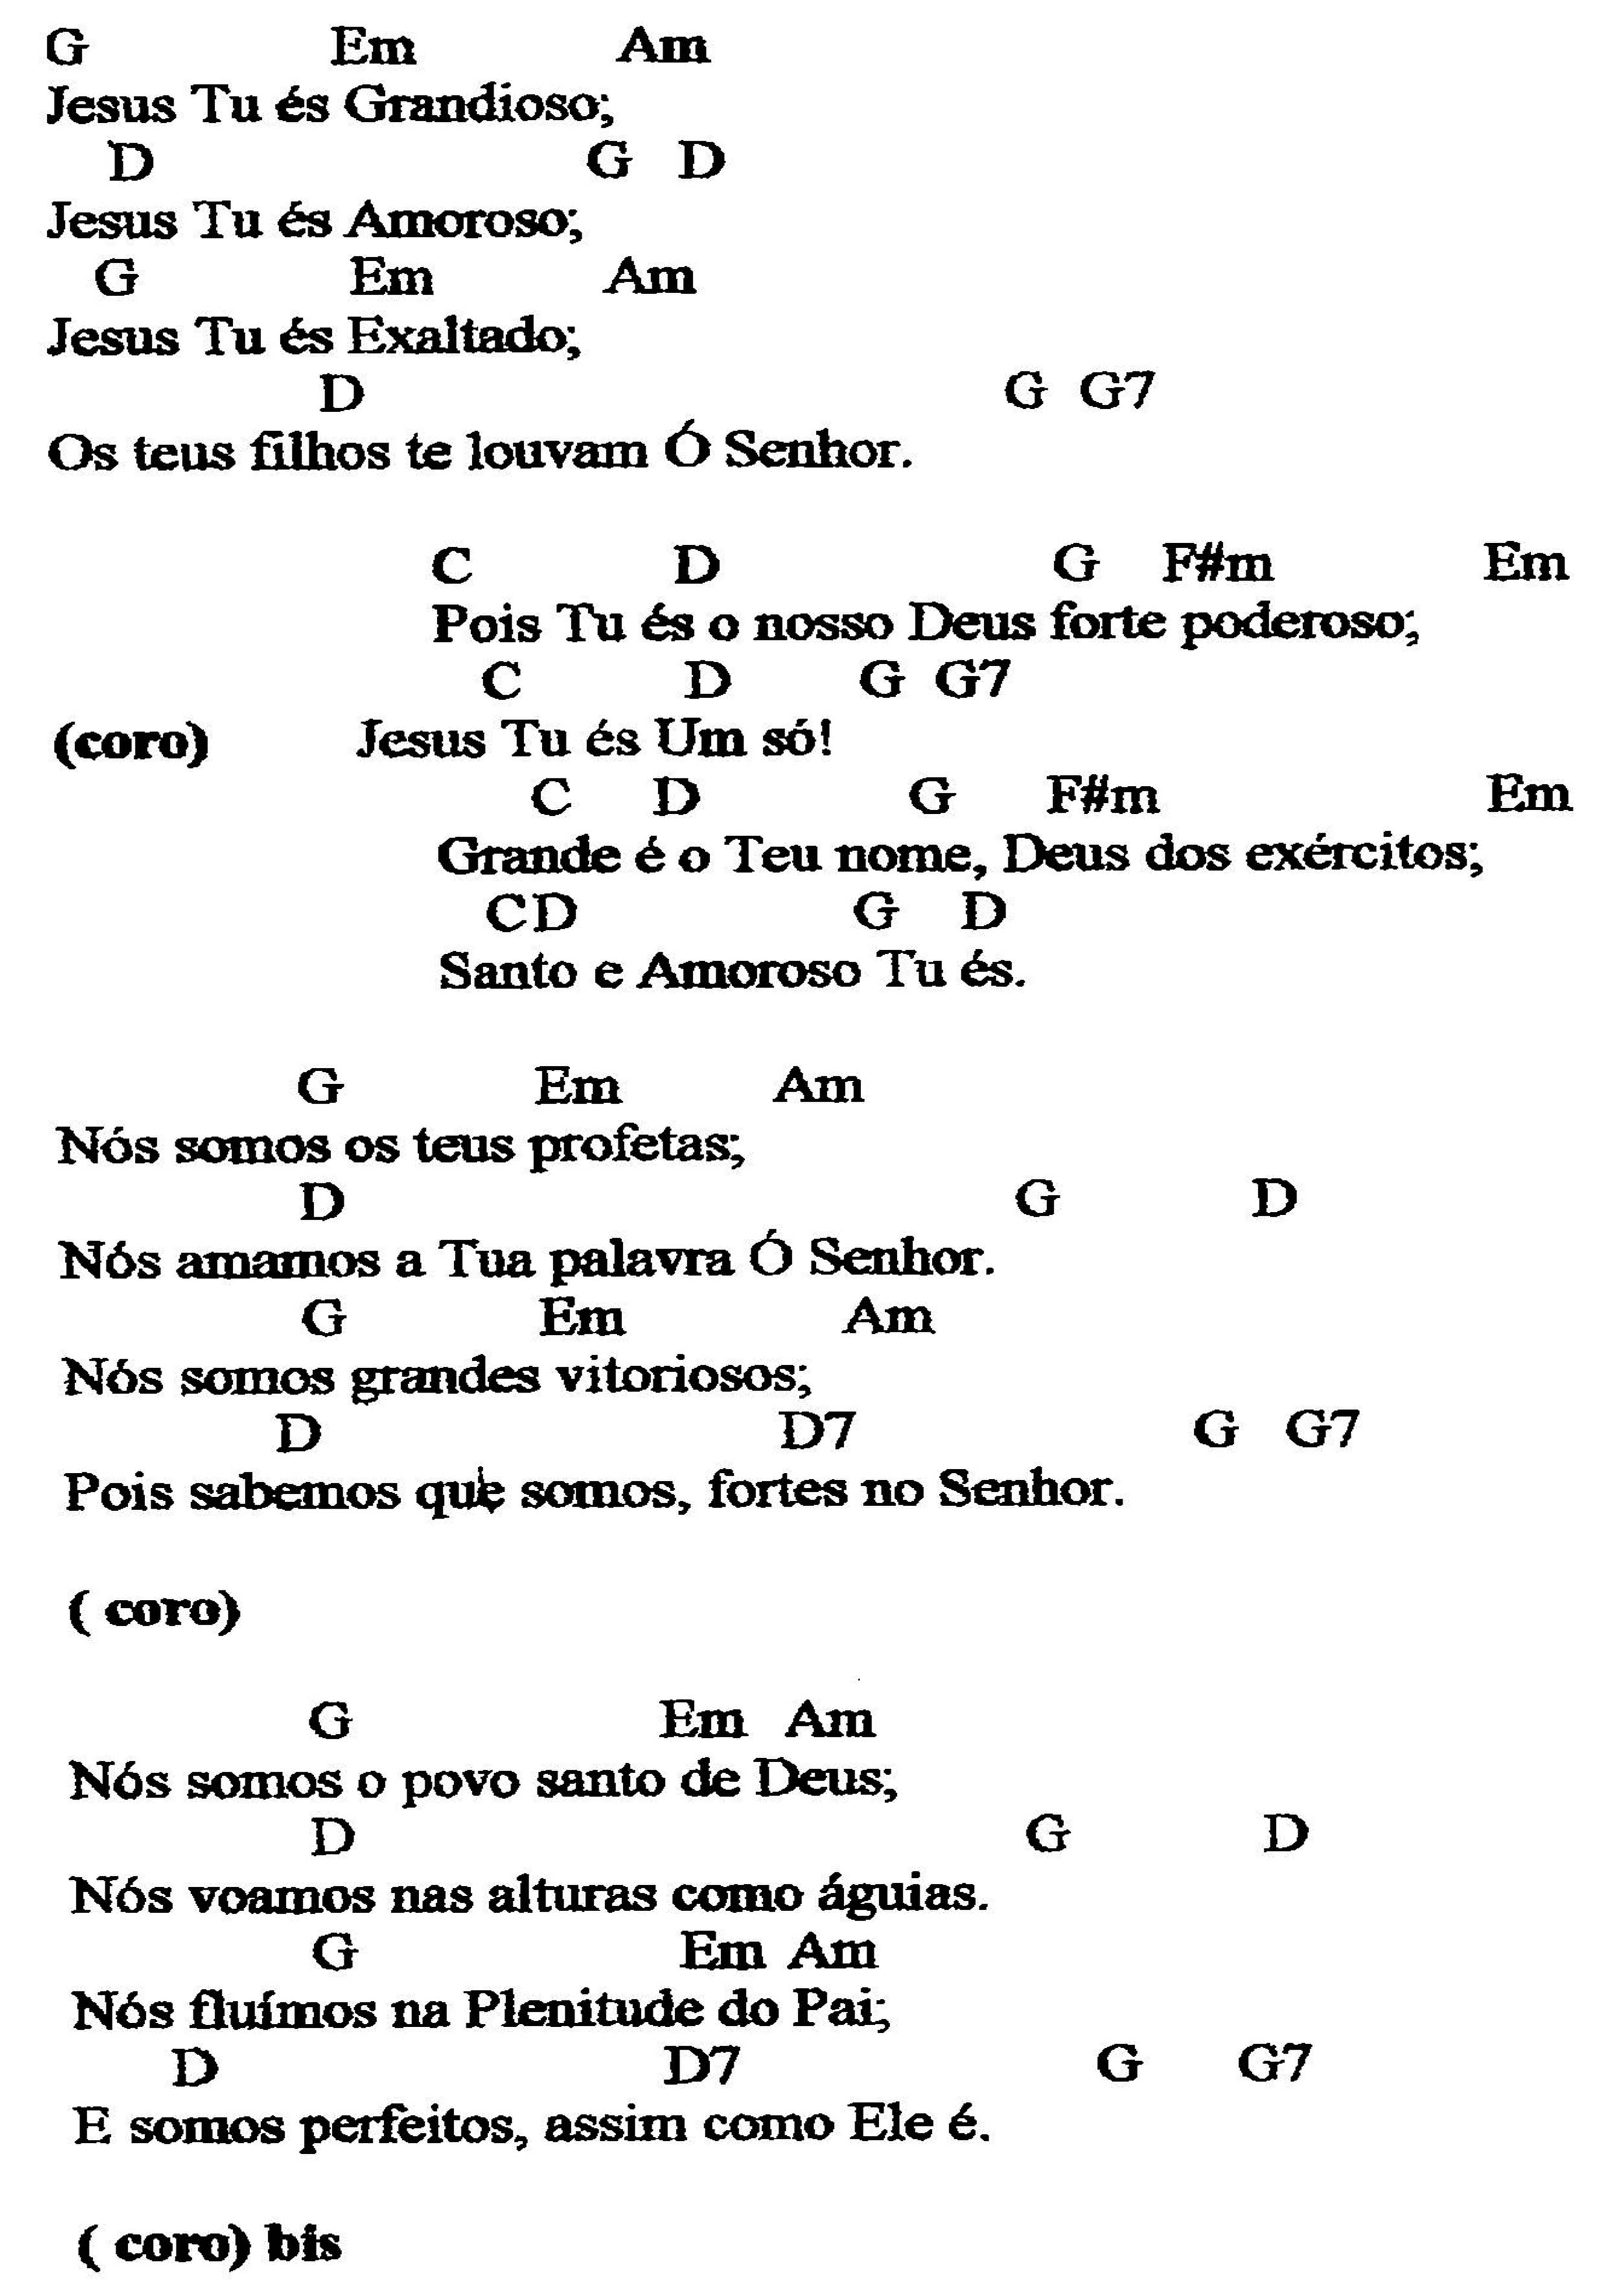 G Em Am
Jesus Tu és Grandioso;
D G D
Jesus Tu és Amoroso;
G Em Am
Jesus Tu és Exaltado;
D G G7
Os teus filhos te louvam Ó Senhor.
C D G F#m Em
Pois Tu és o nosso Deus forte poderoso;
C D G G7
(coro) Jesus Tu és Um só!
C D G F#m Em
Grande é o Teu nome, Deus dos exércitos;
CD G D
Santo e Amoroso Tu és.
G Em Am
Nós somos os teus profetas;
D G D
Nós amamos a Tua palavra Ó Senhor.
G Em Am
Nós somos grandes vitoriosos;
D D7 G G7
Pois sabemos que somos, fortes no Senhor.
( coro)
G Em Am
Nós somos o povo santo de Deus;
D G D
Nós voamos nas alturas como águias.
G Em Am
Nós fluímos na Plenitude do Pai;
D D7 G G7
E somos perfeitos, assim como Ele é.
( coro) bis